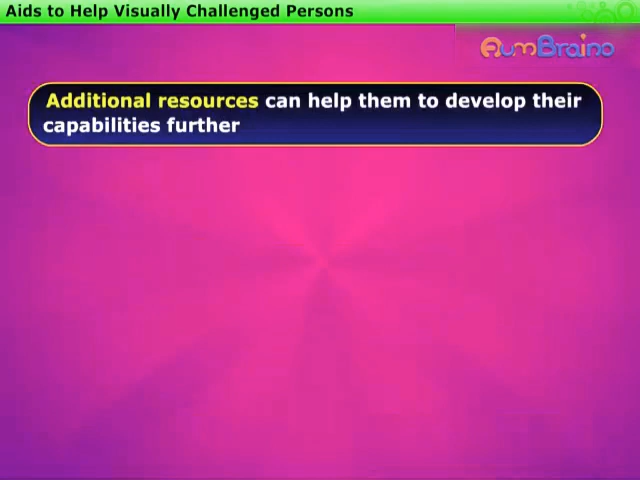 Aids to Help Visually Challenged Persons
AumBraino
Additional resources can help them to develop their
capabilities further